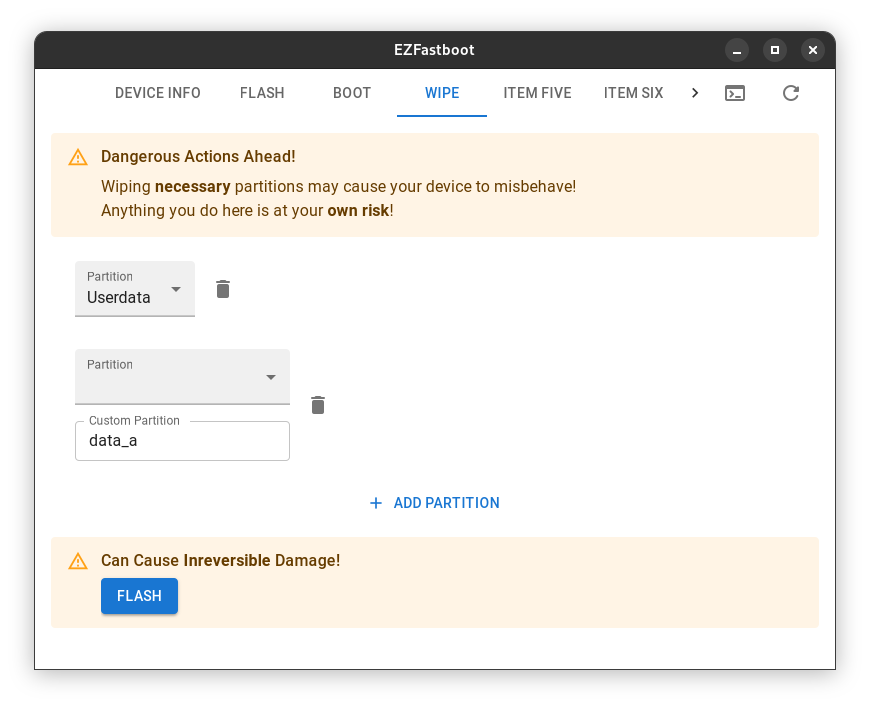 EZFastboot
DEVICE INFO FLASH BOOT WIPE ITEM FIVE ITEM SIX
Dangerous Actions Ahead!
Wiping necessary partitions may cause your device to misbehave!
Anything you do here is at your own risk!
Partition
Userdata
Partition
Custom Partition
data_a
ADD PARTITION
Can Cause Inreversible Damage!
FLASH